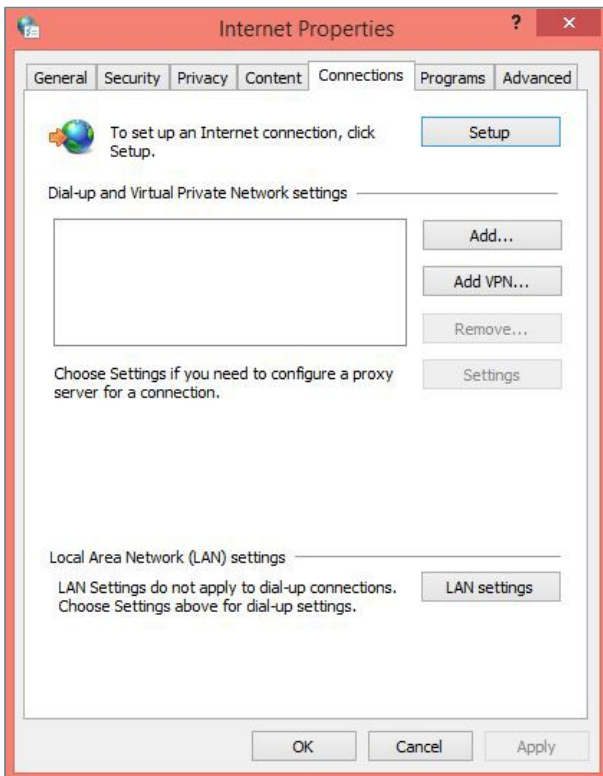 Internet Properties
?
×
General Security Privacy Content Connections Programs Advanced
To set up an Internet connection, click
Setup.
Setup
Dial-up and Virtual Private Network settings
Add...
Add VPN...
Remove...
Choose Settings if you need to configure a proxy
server for a connection.
Settings
Local Area Network (LAN) settings
LAN Settings do not apply to dial-up connections.
Choose Settings above for dial-up settings.
LAN settings
OK Cancel Apply